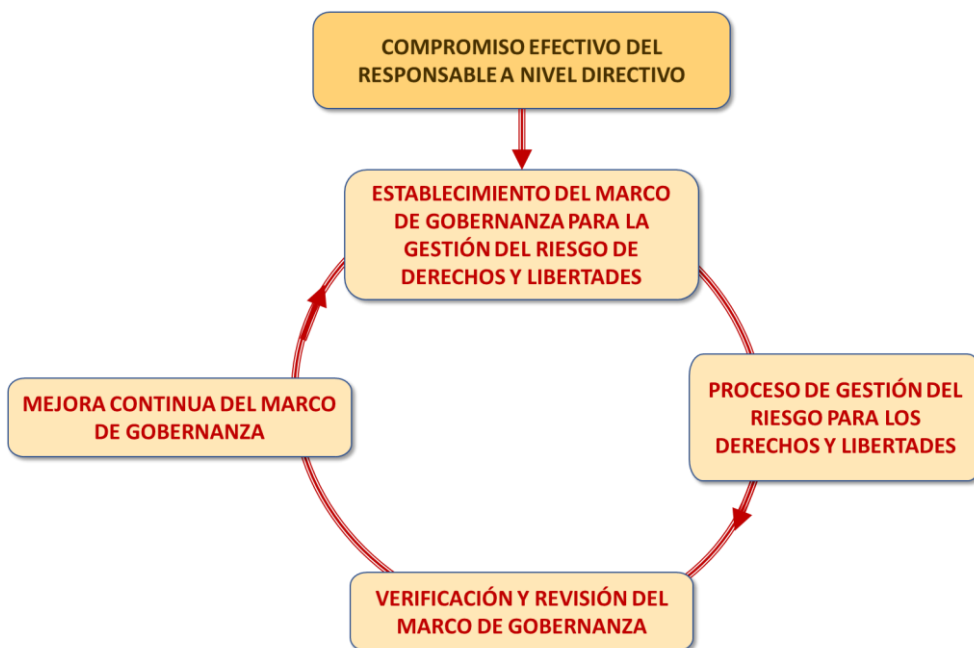 COMPROMISO EFECTIVO DEL
RESPONSABLE A NIVEL DIRECTIVO
ESTABLECIMIENTO DEL MARCO
DE GOBERNANZA PARA LA
GESTIÓN DEL RIESGO DE
DERECHOS Y LIBERTADES
PROCESO DE GESTIÓN DEL
RIESGO PARA LOS
DERECHOS Y LIBERTADES
VERIFICACIÓN Y REVISIÓN DEL
MARCO DE GOBERNANZA
MEJORA CONTINUA DEL MARCO
DE GOBERNANZA